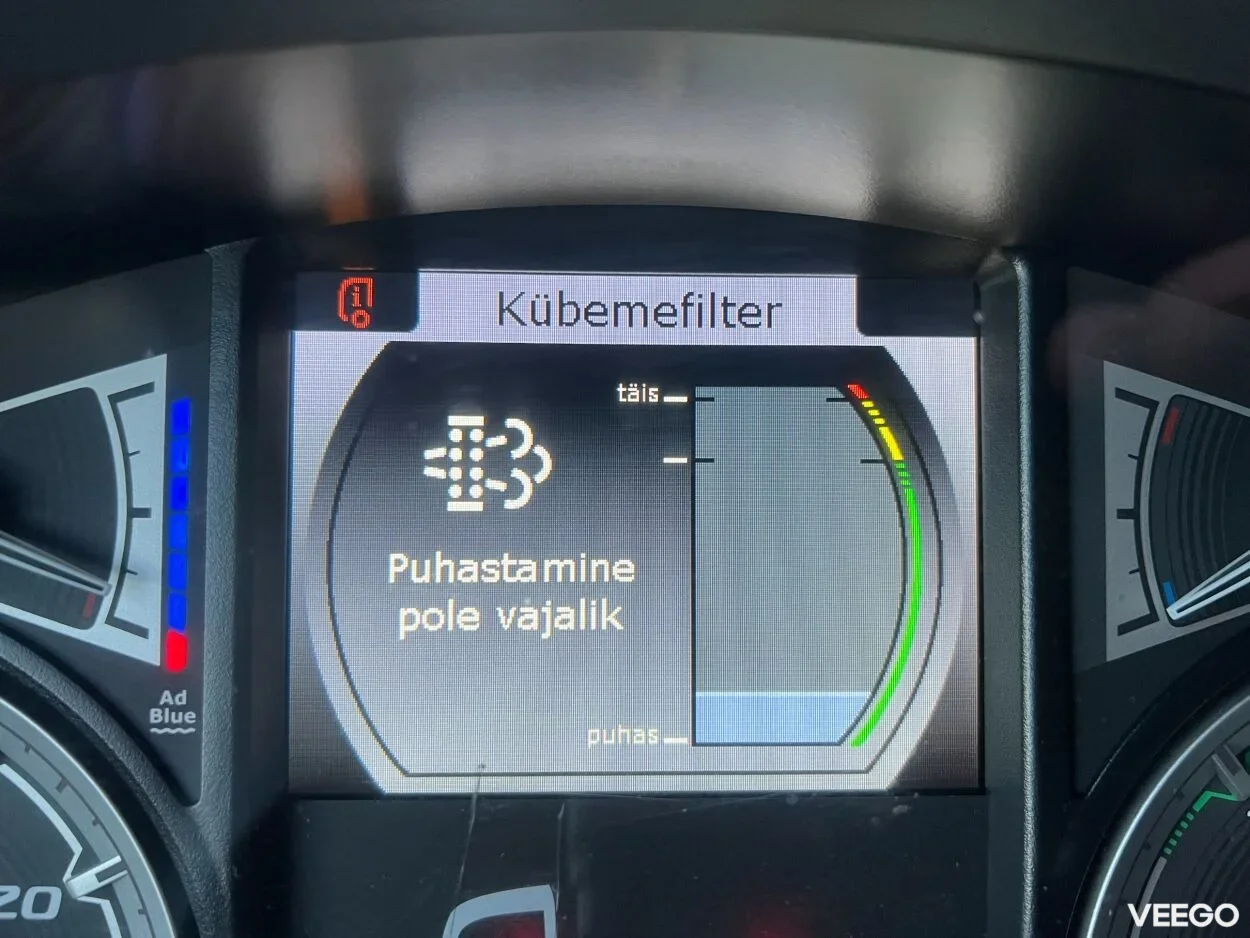 Kübemefilter
täis
Puhastamine
pole vajalik
puhas
Ad
Blue
20
VEEGO